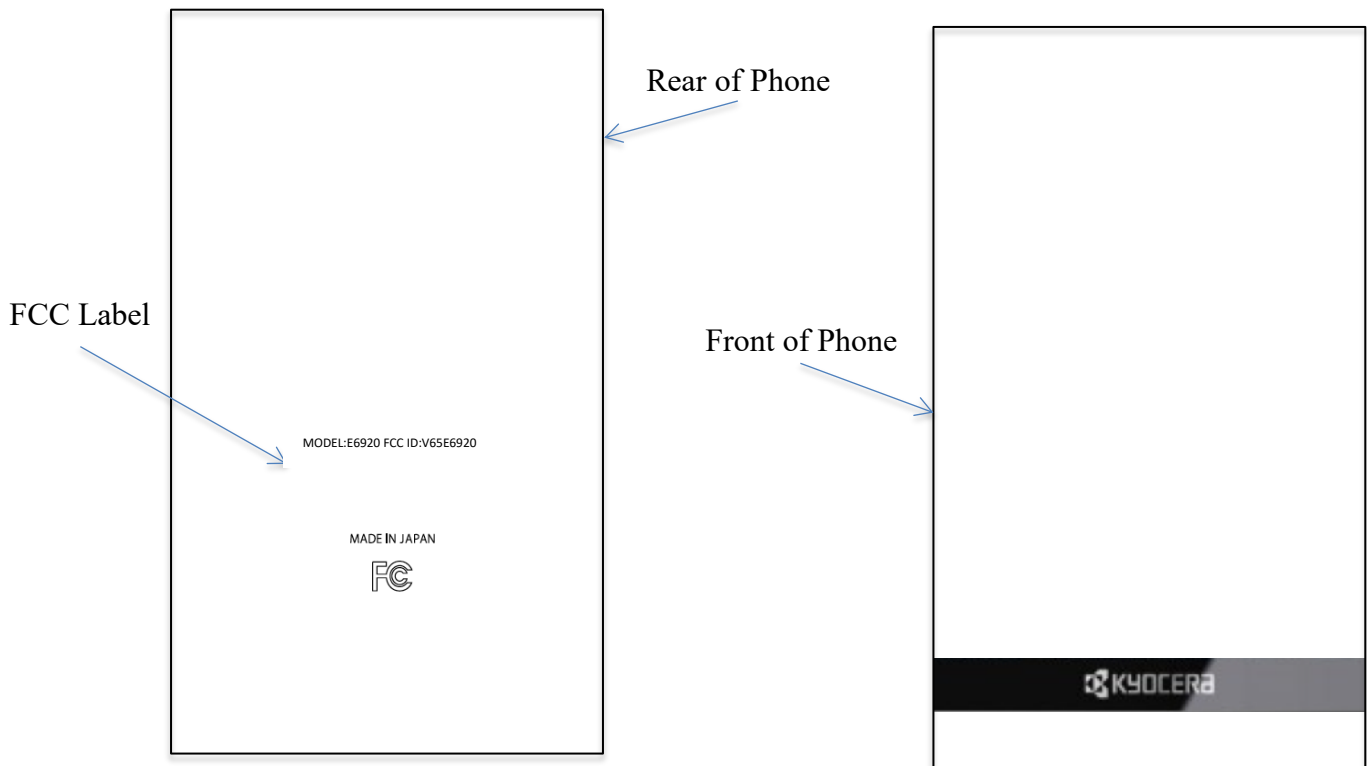 Rear of Phone
FCC Label
Front of Phone
MODEL:E6920 FCC ID:V65E6920
MADE IN JAPAN
FC
KYOCERA